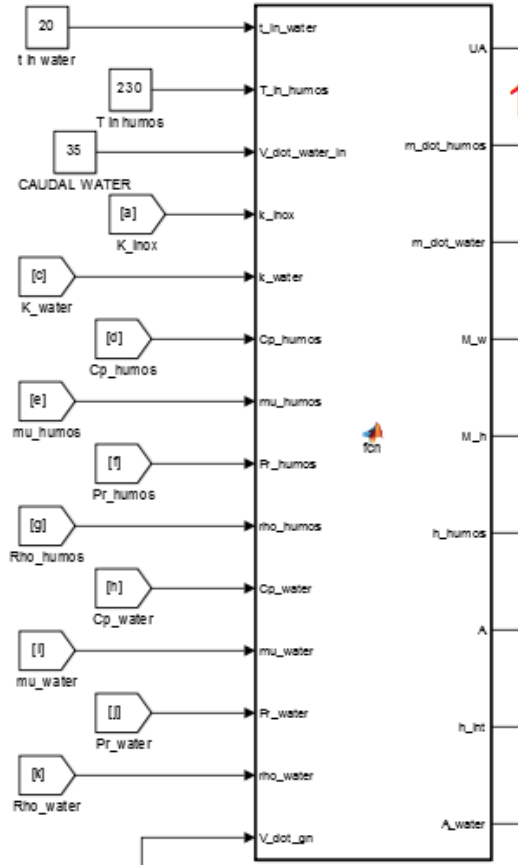 20
t in water
t_in_water
UA
230
T in humos
T_in_humos
m_dot_humos
35
CAUDAL WATER
V_dot_water_in
[a]
K_inox
k_inox
m_dot_water
[c]
K_water
k_water
[d]
Cp_humos
Cp_humos
M_w
[e]
mu_humos
mu_humos
M_h
fcn
[f]
Pr_humos
Pr_humos
[g]
Rho_humos
rho_humos
h_humos
[h]
Cp_water
Cp_water
[i]
mu_water
mu_water
A
[j]
Pr_water
Pr_water
h_int
[k]
Rho_water
rho_water
V_dot_gn
A_water